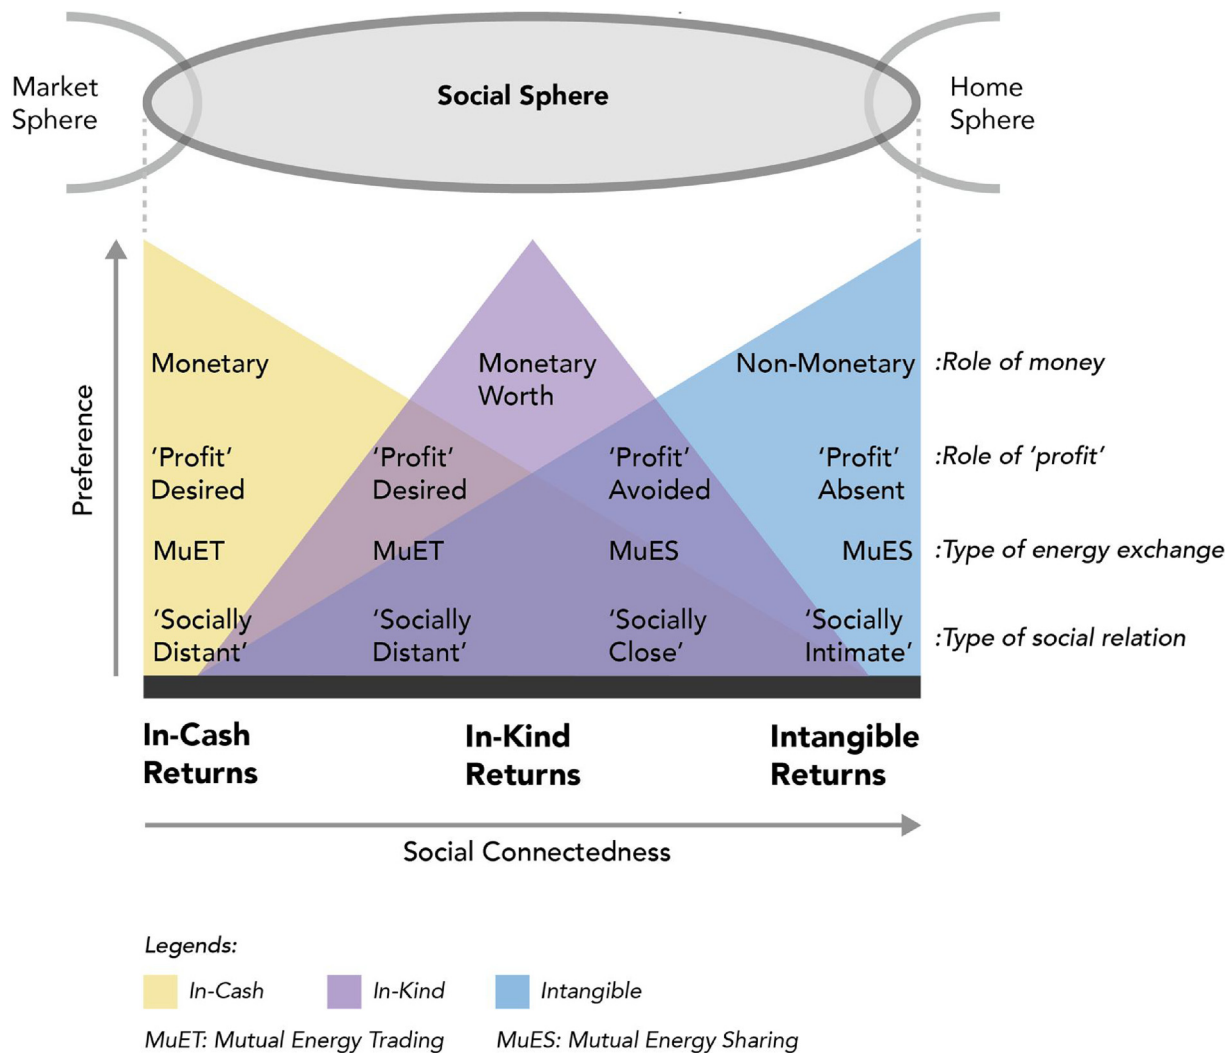 Market
Sphere
Social Sphere
Home
Sphere
Preference
Monetary
Monetary
Worth
Non-Monetary
:Role of money
'Profit'
Desired
'Profit'
Desired
'Profit'
Avoided
'Profit'
Absent
:Role of 'profit'
MuET
MuET
MuES
MuES
:Type of energy exchange
'Socially
Distant'
'Socially
Distant'
'Socially
Close'
'Socially
Intimate'
:Type of social relation
In-Cash
Returns
In-Kind
Returns
Intangible
Returns
Social Connectedness
Legends:
In-Cash
In-Kind
Intangible
MuET: Mutual Energy Trading
MuES: Mutual Energy Sharing